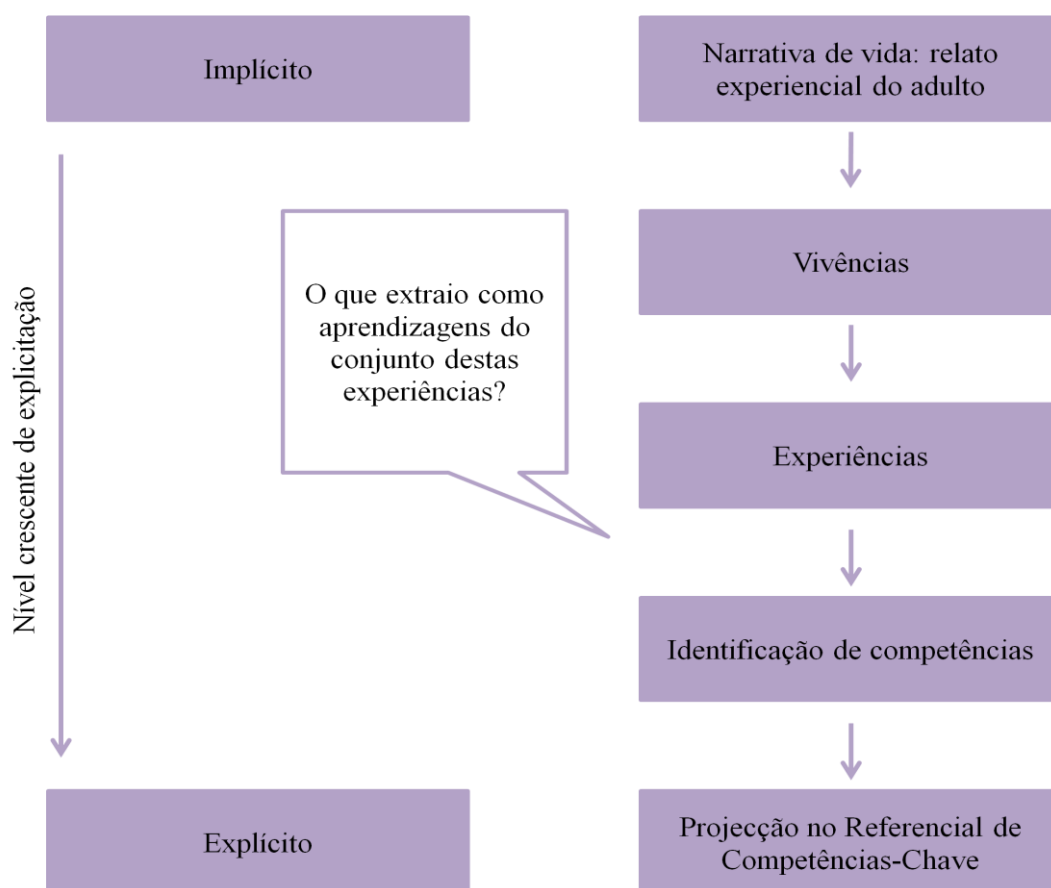 Implícito
Narrativa de vida: relato
experiencial do adulto
Nível crescente de explicitação
Vivências
O que extraio como
aprendizagens do
conjunto destas
experiências?
Experiências
Identificação de competências
Explícito
Projecção no Referencial de
Competências-Chave